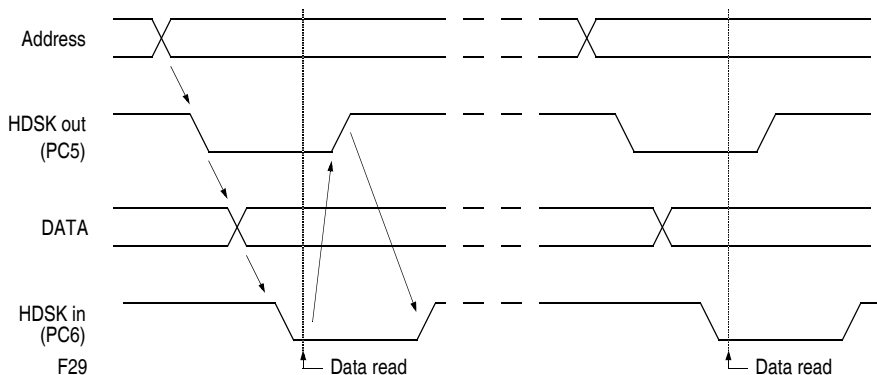 Address
HDSK out
(PC5)
DATA
HDSK in
(PC6)
F29
Data read
Data read